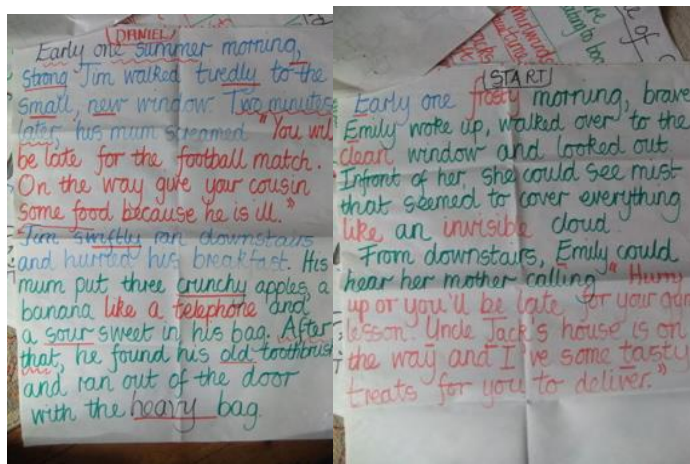 (DANIEL)
Early one summer morning,
strong Jim walked tiredly to the
small, new window. Two minutes
later, his mum screamed "You will
be late for the football match.
On the way give your cousin
some food because he is ill."
Jim swiftly ran downstairs
and hurried his breakfast. His
mum put three crunchy apples, a
banana like a telephone and
a sour sweet in his bag. After
that, he found his old toothbrush
and ran out of the door
with the heavy bag.
(START)
Early one frosty morning, brave
Emily woke up, walked over to the
clean window and looked out.
Infront of her, she could see mist
that seemed to cover everything
like an invisible cloud.
From downstairs, Emily could
hear her mother calling "Hurry
up or you'll be late for your gym
lesson. Uncle Jack's house is on
the way and I've some tasty
treats for you to deliver."